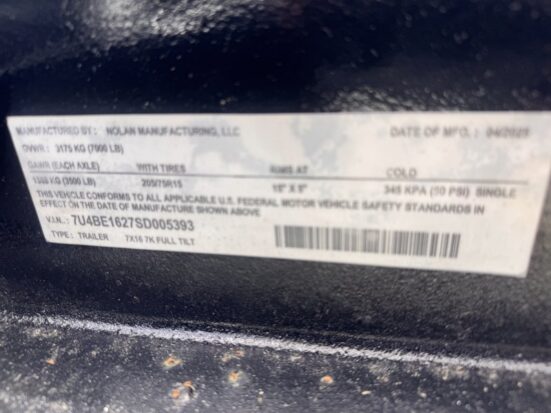 MANUFACTURED BY: NOLAN MANUFACTURING, LLC DATE OF MFG.: 04/2025
GVWR: 3175 KG (7000 LB)
GAWR (EACH AXLE) WITH TIRES RIMS AT COLD
KG (3500 LB) 205/75R15 15" X 345 KPA (50 PSI) SINGLE
THIS VEHICLE CONFORMS TO ALL APPLICABLE U.S. FEDERAL MOTOR VEHICLE SAFETY STANDARDS IN
EFFECT ON THE DATE OF MANUFACTURE SHOWN ABOVE
V.I.N.: 7U4BE1627SD005393
TYPE: TRAILER 7X16 7K FULL TILT